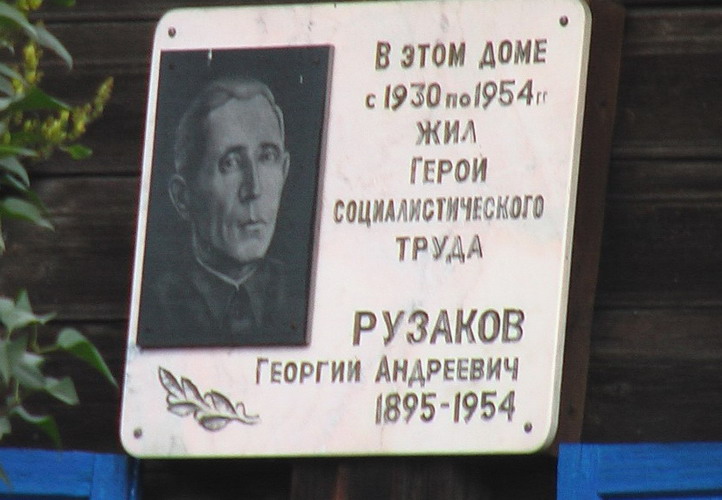 В ЭТОМ ДОМЕ
с 1930 по 1954 гг
ЖИЛ
ГЕРОЙ
СОЦИАЛИСТИЧЕСКОГО
ТРУДА
РУЗАКОВ
ГЕОРГИЙ АНДРЕЕВИЧ
1895-1954